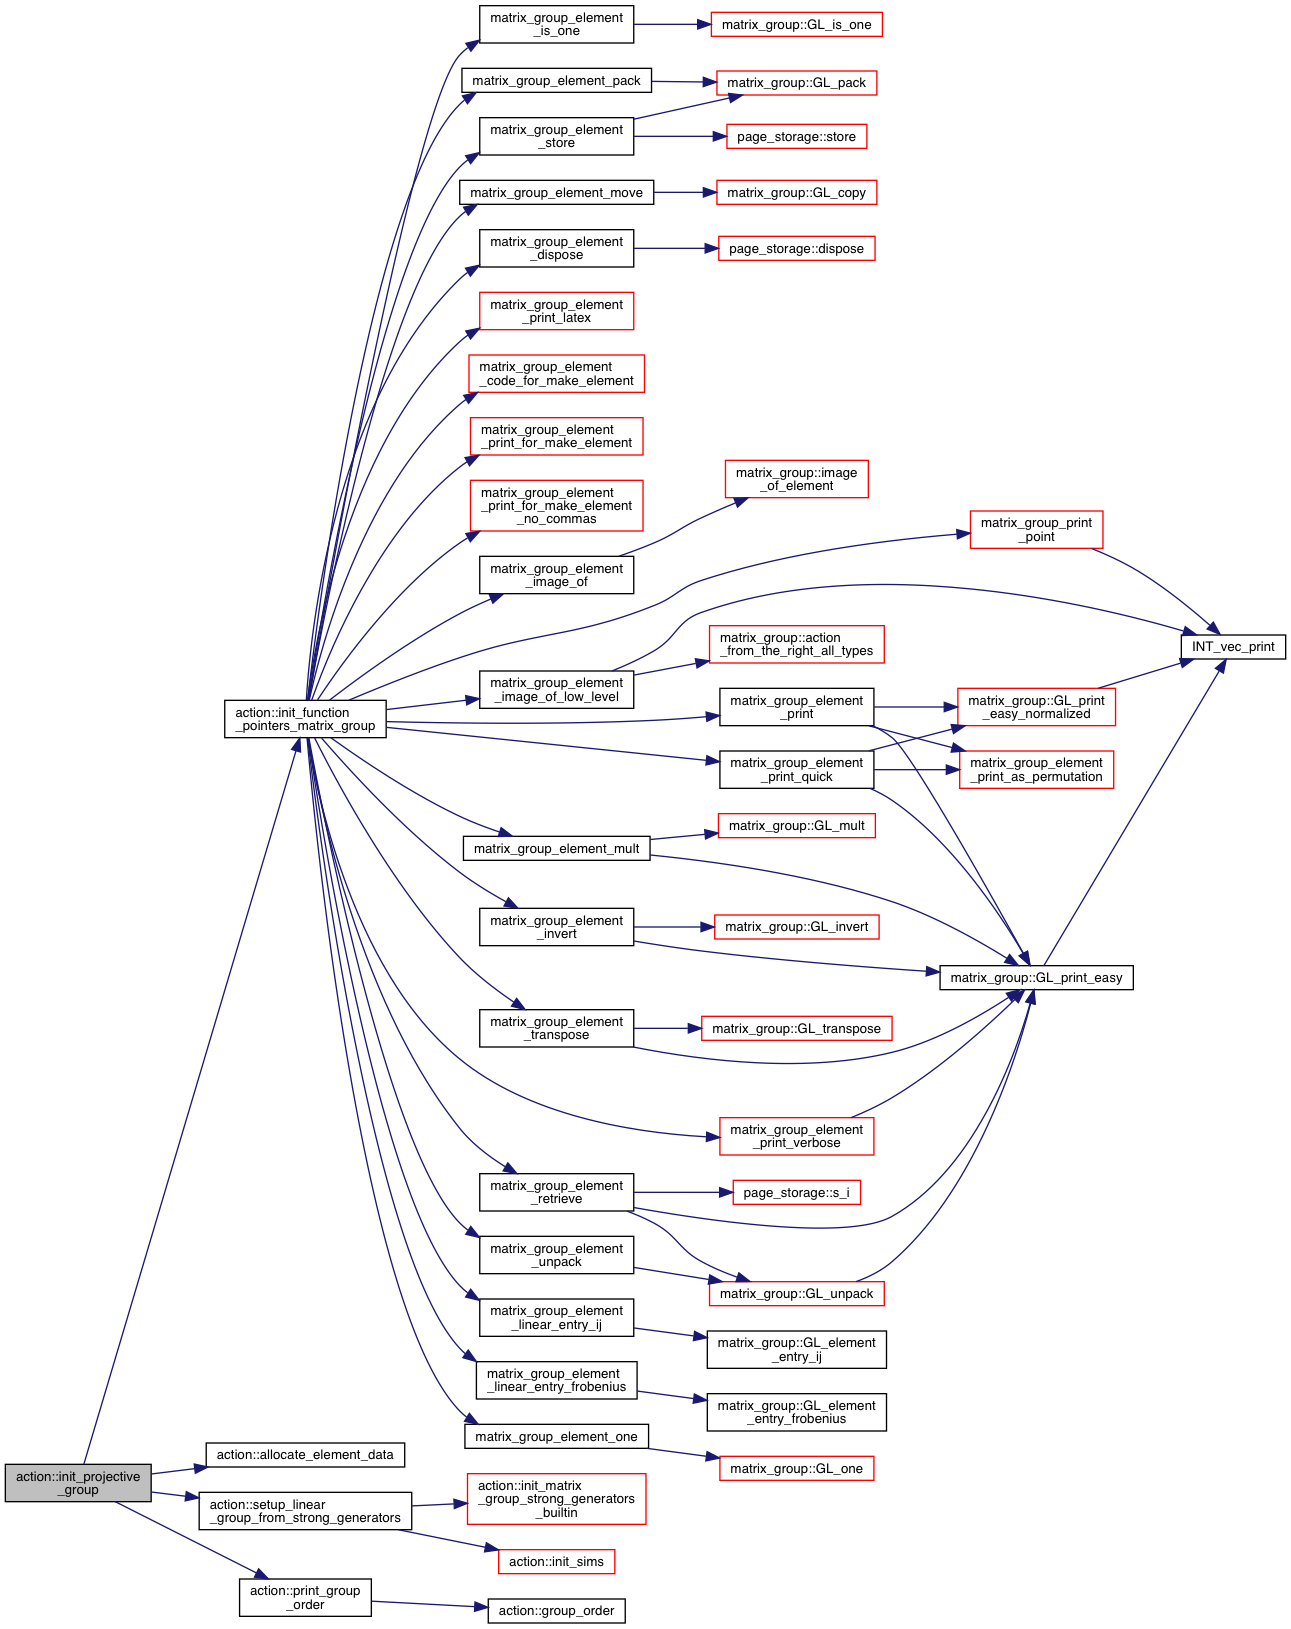 matrix_group_element
_is_one
matrix_group::GL_is_one
matrix_group_element_pack
matrix_group::GL_pack
matrix_group_element
_store
page_storage::store
matrix_group_element_move
matrix_group::GL_copy
matrix_group_element
_dispose
page_storage::dispose
matrix_group_element
_print_latex
matrix_group_element
_code_for_make_element
matrix_group_element
_print_for_make_element
matrix_group_element
_print_for_make_element
_no_commas
matrix_group::image
_of_element
matrix_group_element
_image_of
matrix_group_print
_point
INT_vec_print
matrix_group::action
_from_the_right_all_types
matrix_group_element
_image_of_low_level
action::init_function
_pointers_matrix_group
matrix_group_element
_print
matrix_group::GL_print
_easy_normalized
matrix_group_element
_print_quick
matrix_group_element
_print_as_permutation
matrix_group::GL_mult
matrix_group_element_mult
matrix_group_element
_invert
matrix_group::GL_invert
matrix_group::GL_print_easy
matrix_group_element
_transpose
matrix_group::GL_transpose
matrix_group_element
_print_verbose
matrix_group_element
_retrieve
page_storage::s_i
matrix_group_element
_unpack
matrix_group::GL_unpack
matrix_group_element
_linear_entry_ij
matrix_group::GL_element
_entry_ij
matrix_group_element
_linear_entry_frobenius
matrix_group::GL_element
_entry_frobenius
matrix_group_element_one
matrix_group::GL_one
action::allocate_element_data
action::init_projective
_group
action::setup_linear
_group_from_strong_generators
action::init_matrix
_group_strong_generators
_builtin
action::init_sims
action::print_group
_order
action::group_order